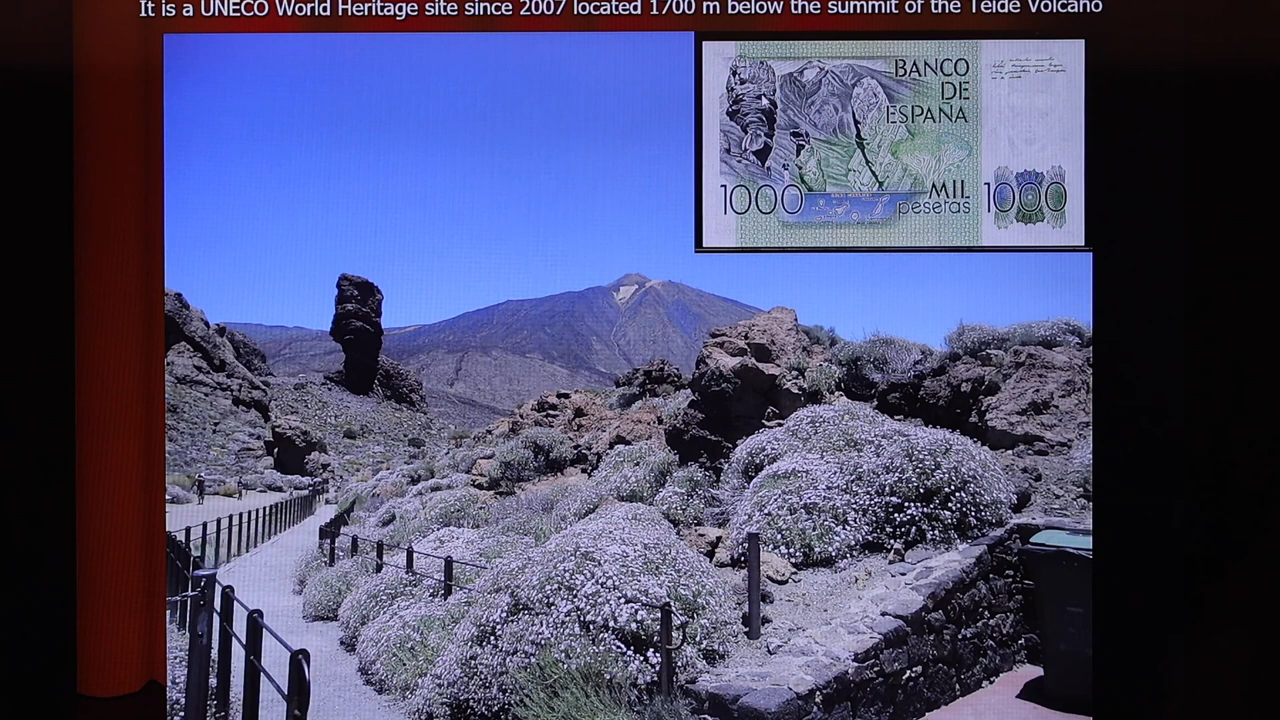 It is a UNECO World Heritage site since 2007 located 1700 m below the summit of the Teide Volcano
BANCO
DE
ESPAÑA
1000
MIL
pesetas
1000